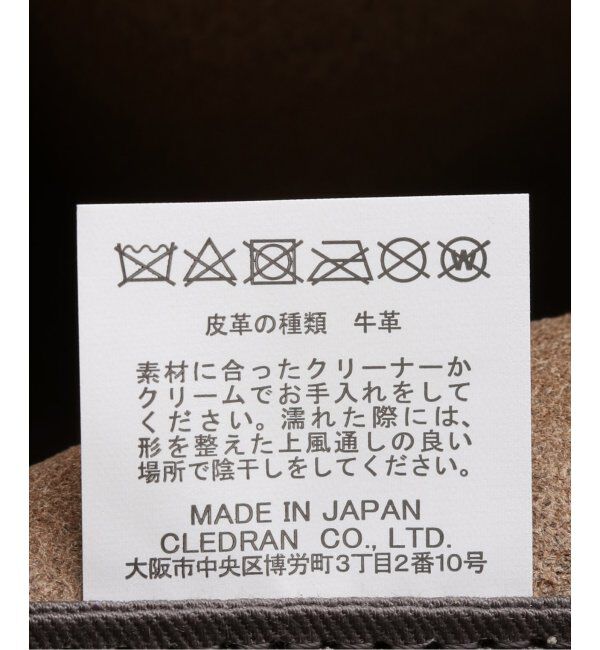 W
皮革の種類 牛革
素材に合ったクリーナーか
クリームでお手入れをして
ください。濡れた際には、
形を整えた上風通しの良い
場所で陰干しをしてください。
MADE IN JAPAN
CLEDRAN CO., LTD.
大阪市中央区博労町3丁目2番10号